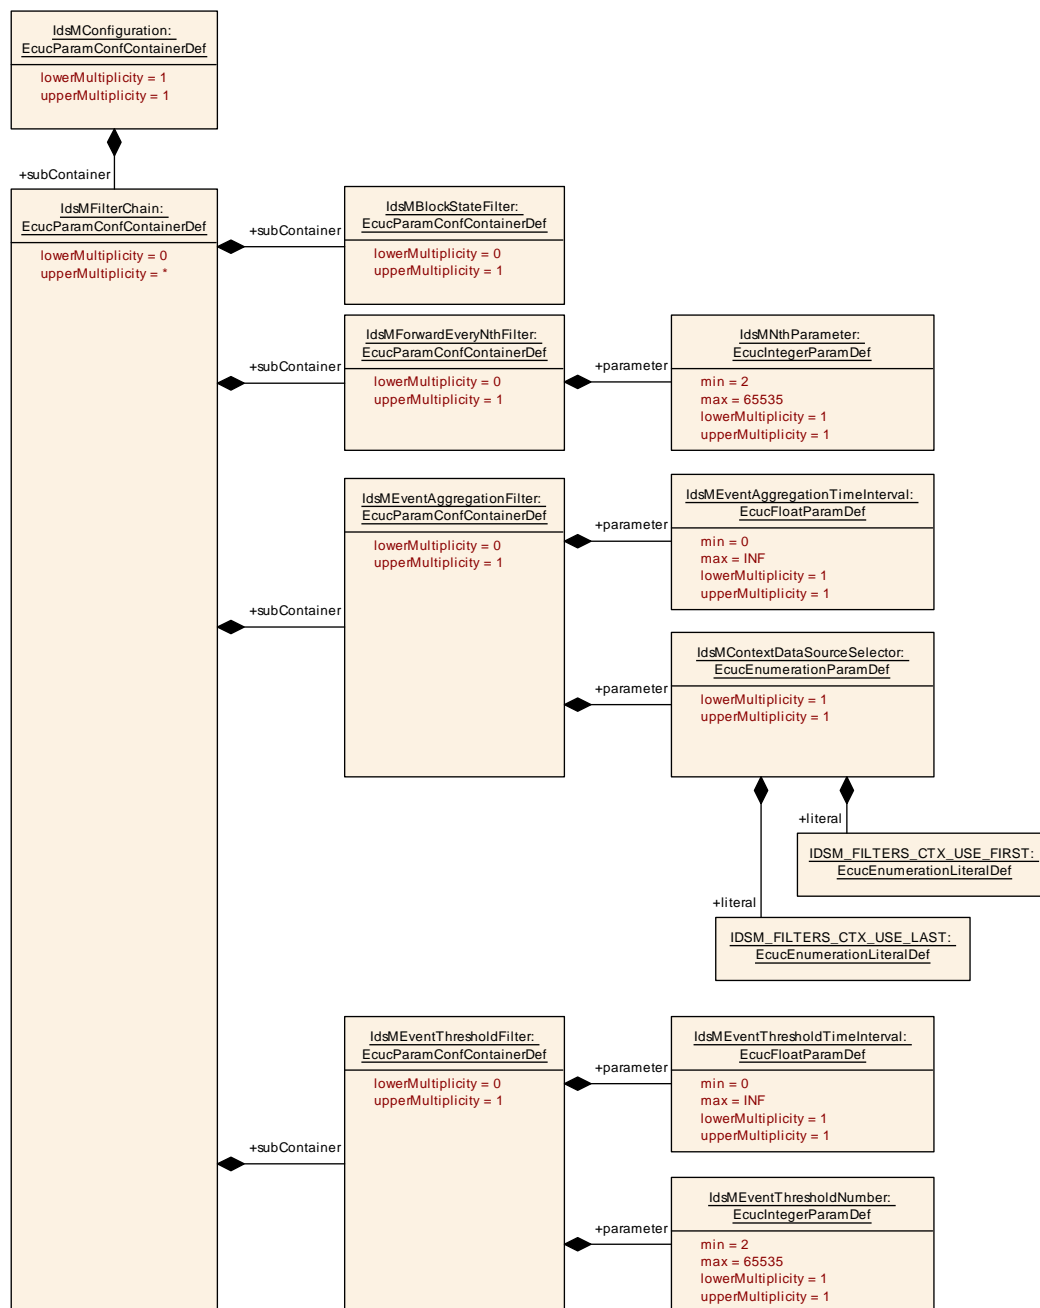 IdsMConfiguration:
EcucParamConfContainerDef
lowerMultiplicity = 1
upperMultiplicity = 1
+subContainer
IdsMFilterChain:
EcucParamConfContainerDef
lowerMultiplicity = 0
upperMultiplicity = *
+subContainer
IdsMBlockStateFilter:
EcucParamConfContainerDef
lowerMultiplicity = 0
upperMultiplicity = 1
+subContainer
IdsMForwardEveryNthFilter:
EcucParamConfContainerDef
lowerMultiplicity = 0
upperMultiplicity = 1
+parameter
IdsMNthParameter:
EcucIntegerParamDef
min = 2
max = 65535
lowerMultiplicity = 1
upperMultiplicity = 1
+subContainer
IdsMEventAggregationFilter:
EcucParamConfContainerDef
lowerMultiplicity = 0
upperMultiplicity = 1
+parameter
IdsMEventAggregationTimeInterval:
EcucFloatParamDef
min = 0
max = INF
lowerMultiplicity = 1
upperMultiplicity = 1
+parameter
IdsMContextDataSourceSelector:
EcucEnumerationParamDef
lowerMultiplicity = 1
upperMultiplicity = 1
+literal
IDSM_FILTERS_CTX_USE_FIRST:
EcucEnumerationLiteralDef
+literal
IDSM_FILTERS_CTX_USE_LAST:
EcucEnumerationLiteralDef
+subContainer
IdsMEventThresholdFilter:
EcucParamConfContainerDef
lowerMultiplicity = 0
upperMultiplicity = 1
+parameter
IdsMEventThresholdTimeInterval:
EcucFloatParamDef
min = 0
max = INF
lowerMultiplicity = 1
upperMultiplicity = 1
+parameter
IdsMEventThresholdNumber:
EcucIntegerParamDef
min = 2
max = 65535
lowerMultiplicity = 1
upperMultiplicity = 1